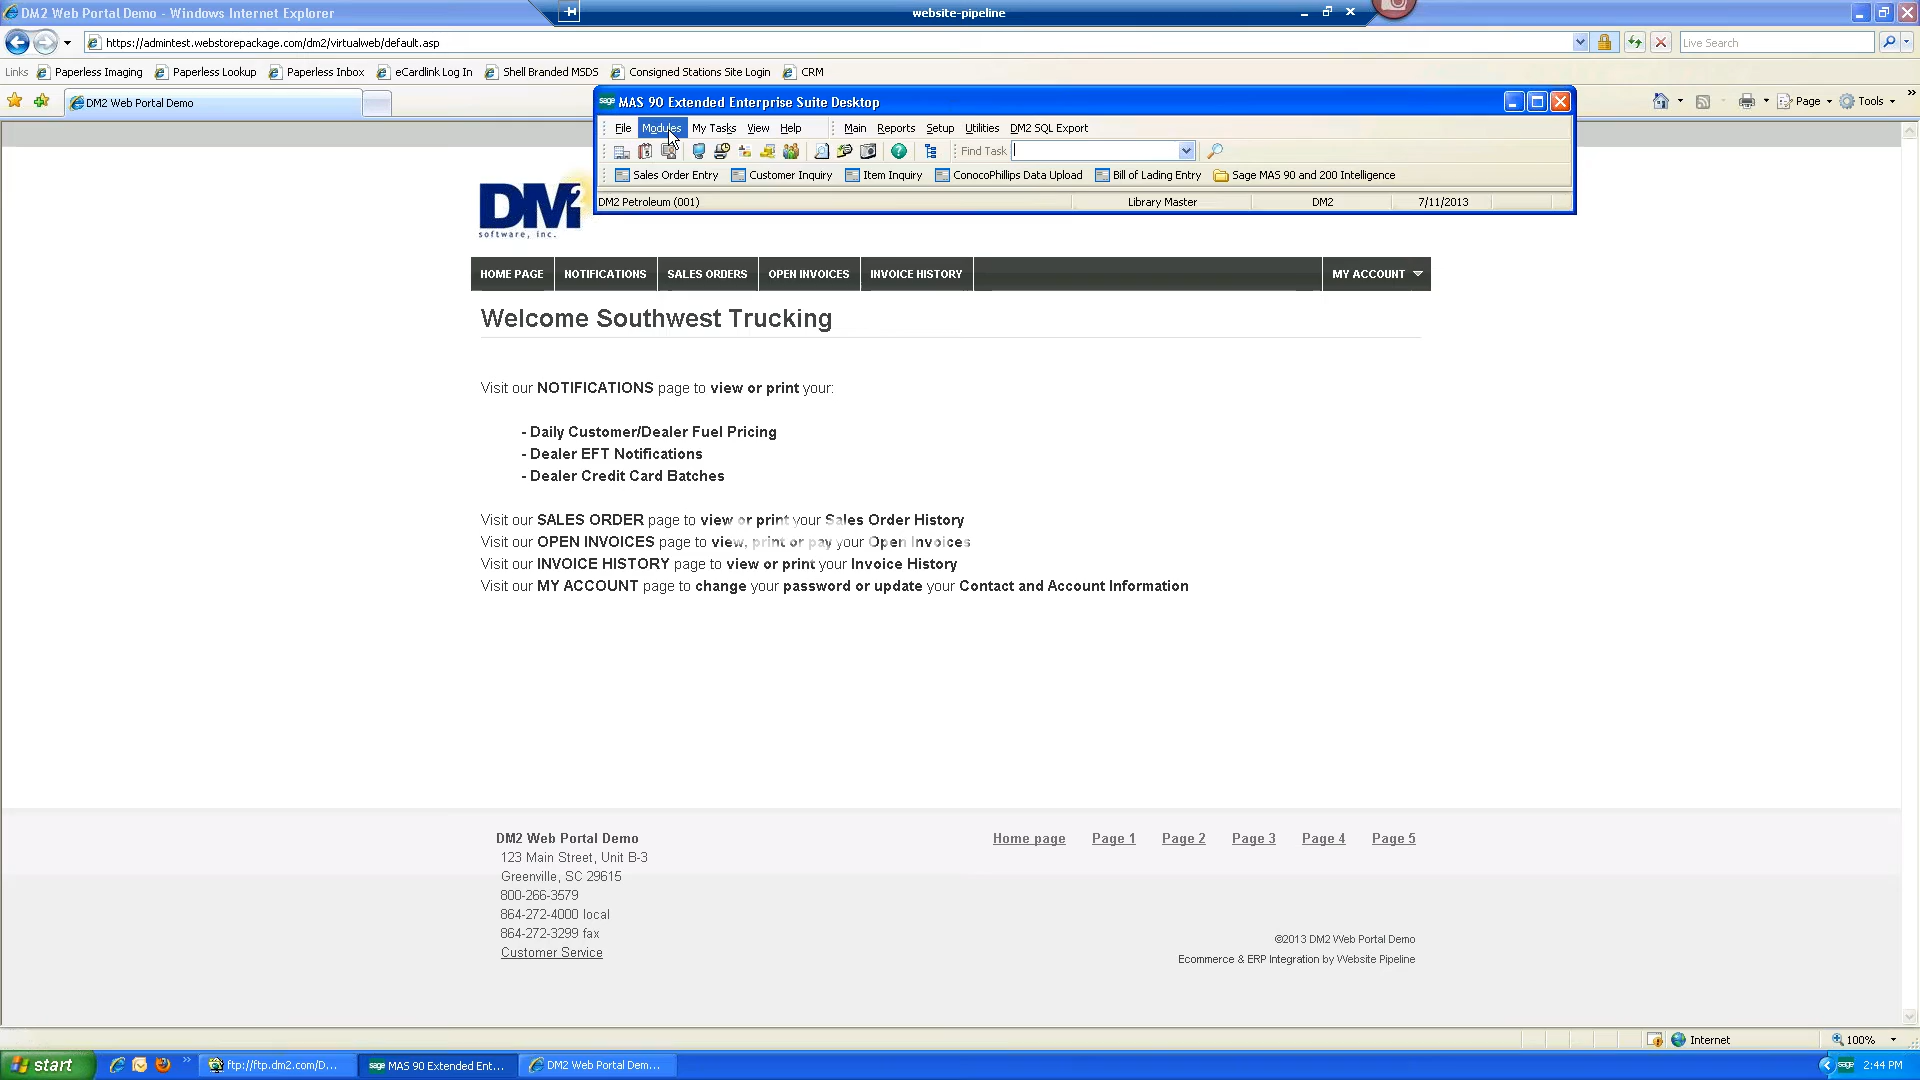 DM2 Web Portal Demo - Windows Internet Explorer
website-pipeline
https://admintest.webstorepackage.com/dm2/virtualweb/default.asp
Live Search
Links Paperless Imaging Paperless Lookup Paperless Inbox eCardlink Log In Shell Branded MSDS Consigned Stations Site Login CRM
DM2 Web Portal Demo
Page Tools
sage MAS 90 Extended Enterprise Suite Desktop
File Modules My Tasks View Help Main Reports Setup Utilities DM2 SQL Export
Find Task
Sales Order Entry Customer Inquiry Item Inquiry ConocoPhillips Data Upload Bill of Lading Entry Sage MAS 90 and 200 Intelligence
DM2 Petroleum (001) Library Master DM2 7/11/2013
DM2
software, inc.
HOME PAGE NOTIFICATIONS SALES ORDERS OPEN INVOICES INVOICE HISTORY MY ACCOUNT
Welcome Southwest Trucking
Visit our NOTIFICATIONS page to view or print your:
- Daily Customer/Dealer Fuel Pricing
- Dealer EFT Notifications
- Dealer Credit Card Batches
Visit our SALES ORDER page to view or print your Sales Order History
Visit our OPEN INVOICES page to view, print or pay your Open Invoices
Visit our INVOICE HISTORY page to view or print your Invoice History
Visit our MY ACCOUNT page to change your password or update your Contact and Account Information
DM2 Web Portal Demo
123 Main Street, Unit B-3
Greenville, SC 29615
800-266-3579
864-272-4000 local
864-272-3299 fax
Customer Service
Home page Page 1 Page 2 Page 3 Page 4 Page 5
©2013 DM2 Web Portal Demo
Ecommerce & ERP Integration by Website Pipeline
Internet 100%
start ftp://ftp.dm2.com/D... sage MAS 90 Extended Ent... DM2 Web Portal Dem... sage 2:44 PM